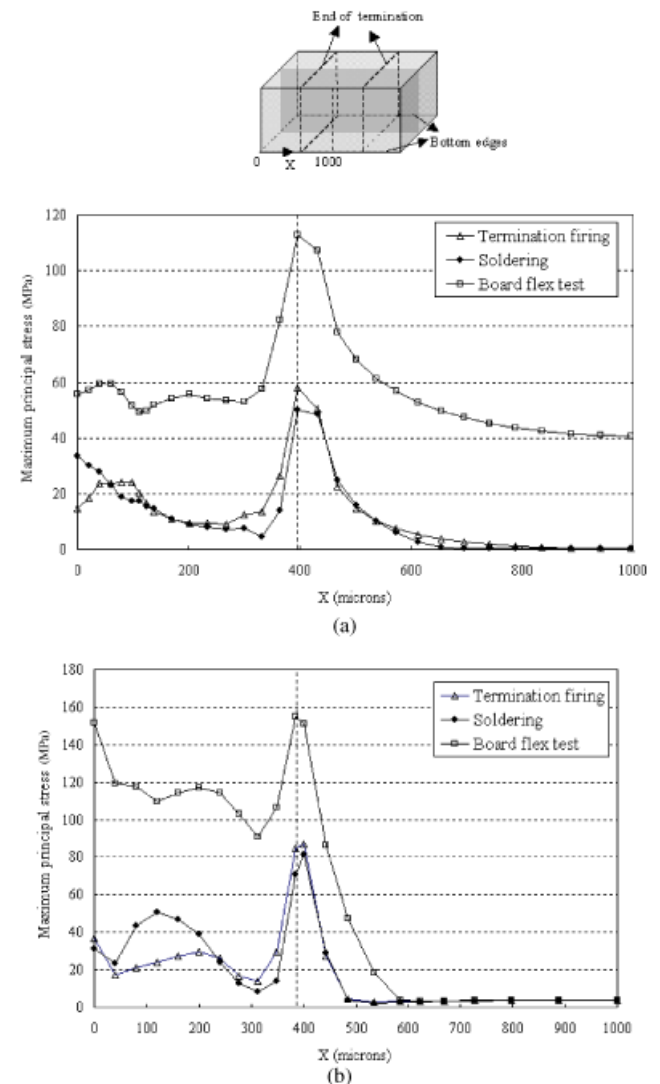 End of termination
Bottom edges
0
X
1000
Maximum principal stress (MPa)
120
100
80
60
40
20
0
Termination firing
Soldering
Board flex test
0 200 400 600 800 1000
X (microns)
(a)
Maximum principal stress (MPa)
180
160
140
120
100
80
60
40
20
0
Termination firing
Soldering
Board flex test
0 100 200 300 400 500 600 700 800 900 1000
X (microns)
(b)